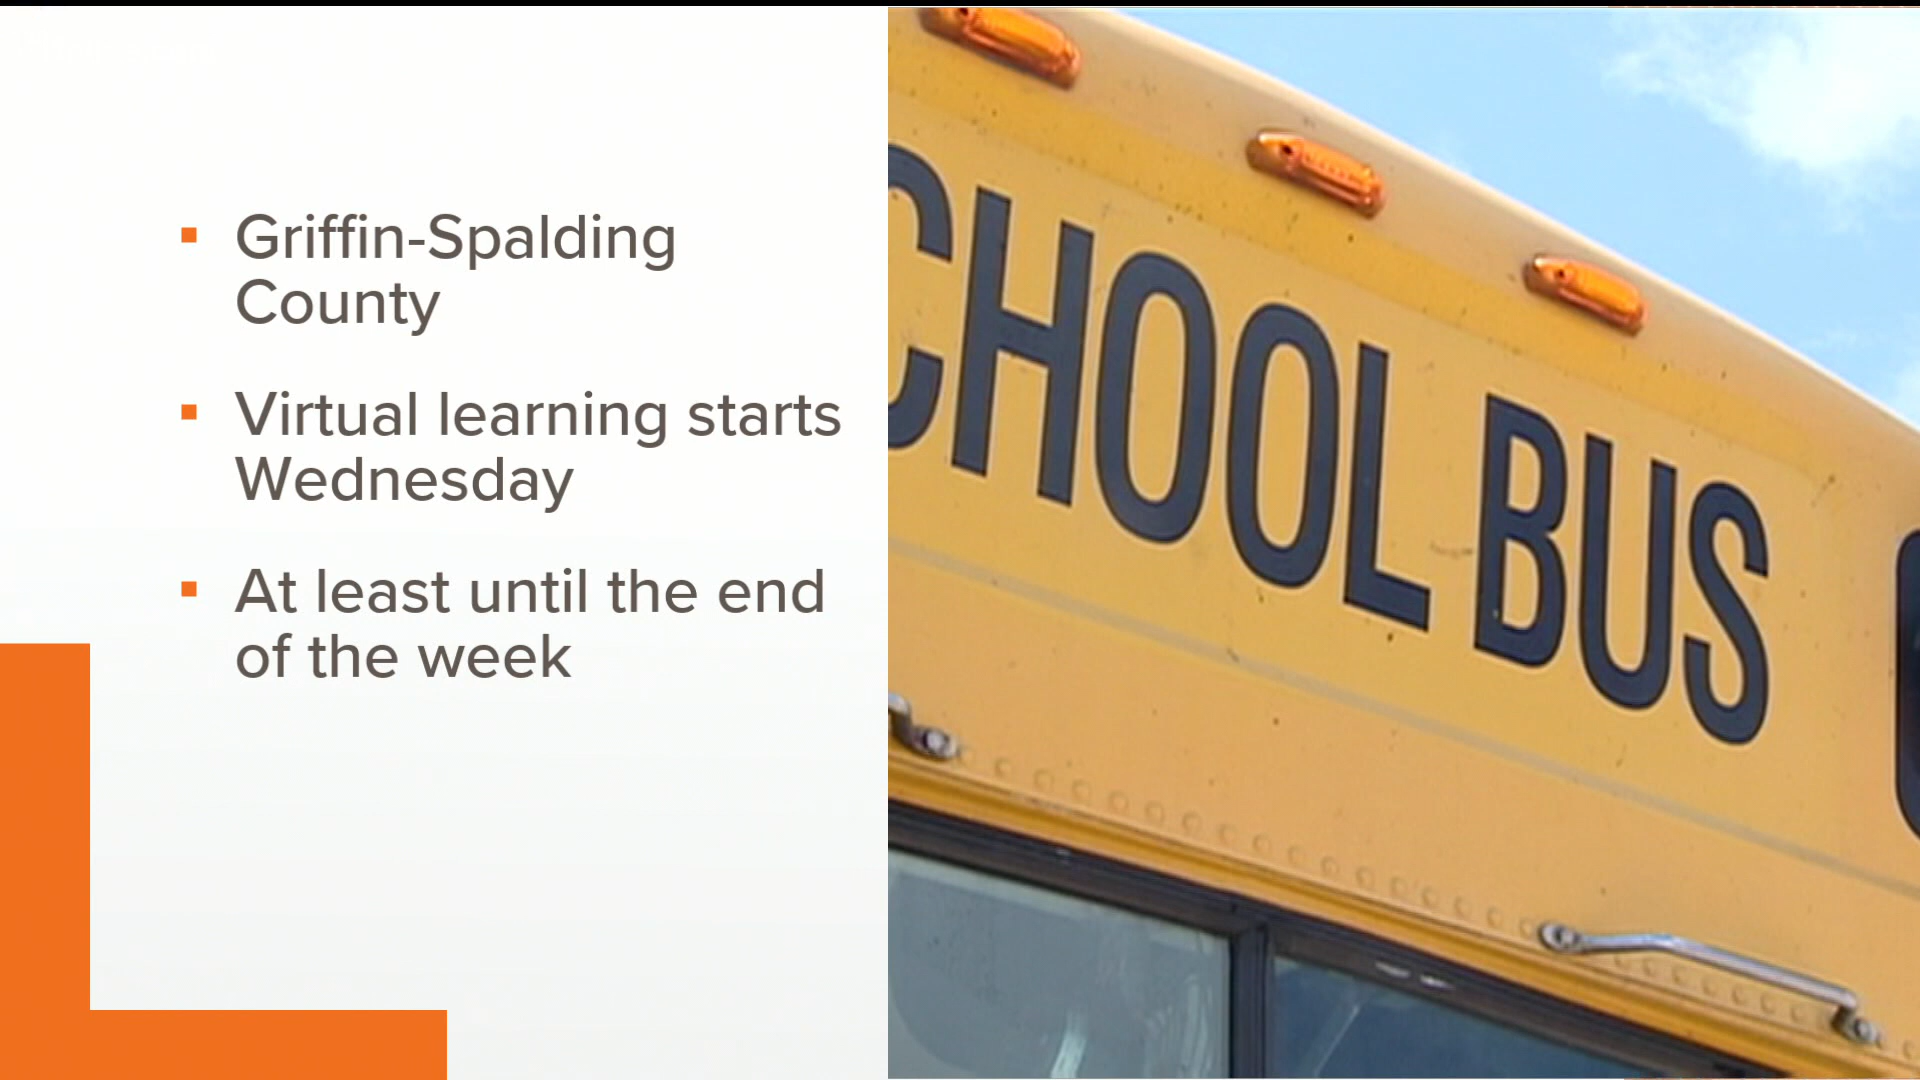 Griffin-Spalding
County
Virtual learning starts
Wednesday
At least until the end
of the week
CHOOL BUS